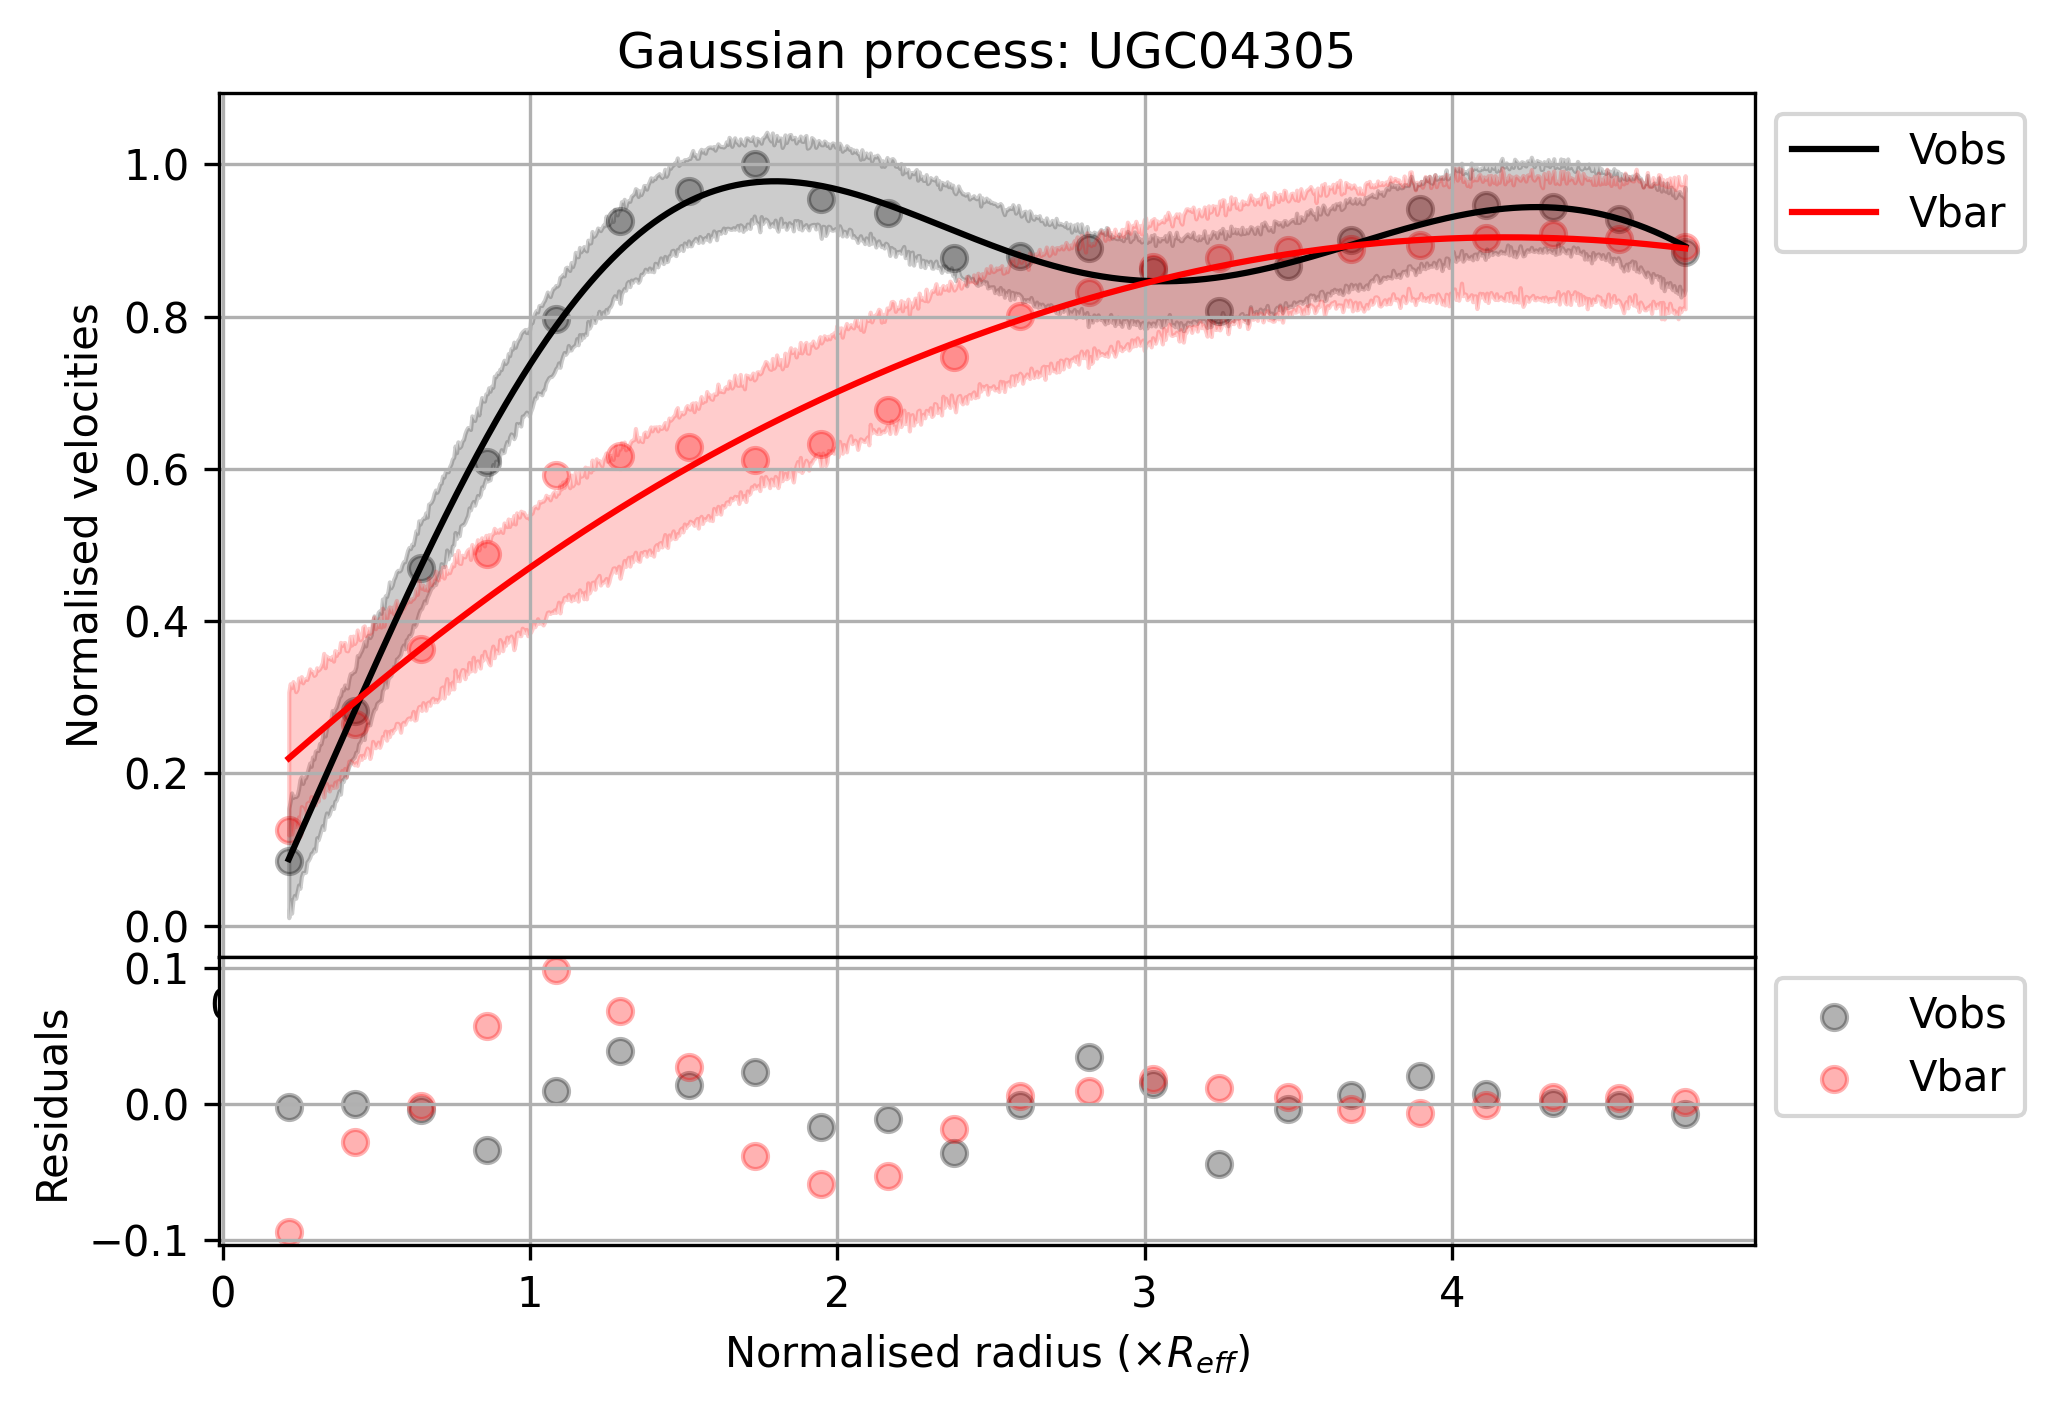 Gaussian process: UGC04305
Normalised velocities
1.0
0.8
0.6
0.4
0.2
0.0
Vobs
Vbar
Residuals
0.1
0.0
−0.1
Vobs
Vbar
0 1 2 3 4
Normalised radius (×R_eff)